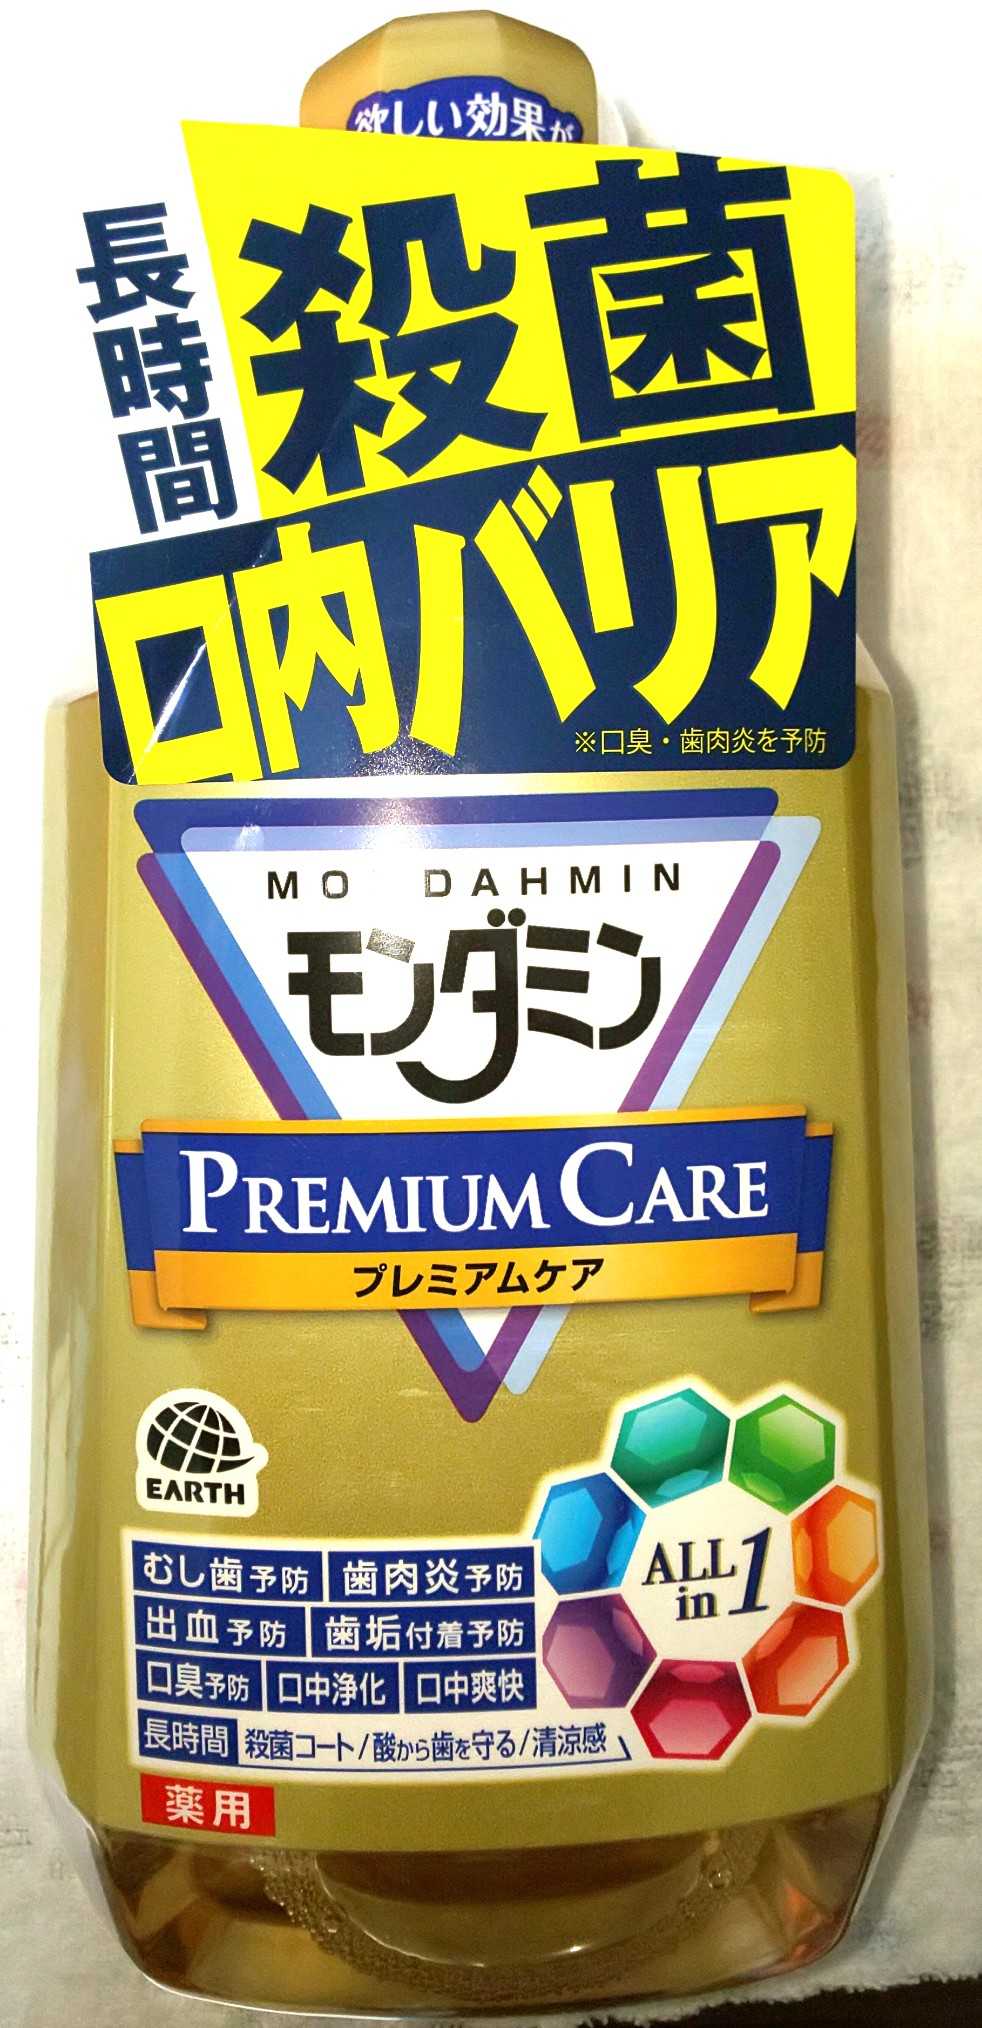 欲しい効果が
長時間
殺菌
口内バリア
※口臭・歯肉炎を予防
MO DAHMIN
モンダミン
PREMIUM CARE
プレミアムケア
EARTH
ALL
in 1
むし歯予防 歯肉炎予防
出血予防 歯垢付着予防
口臭予防 口中浄化 口中爽快
長時間 殺菌コート/酸から歯を守る/清涼感
薬用